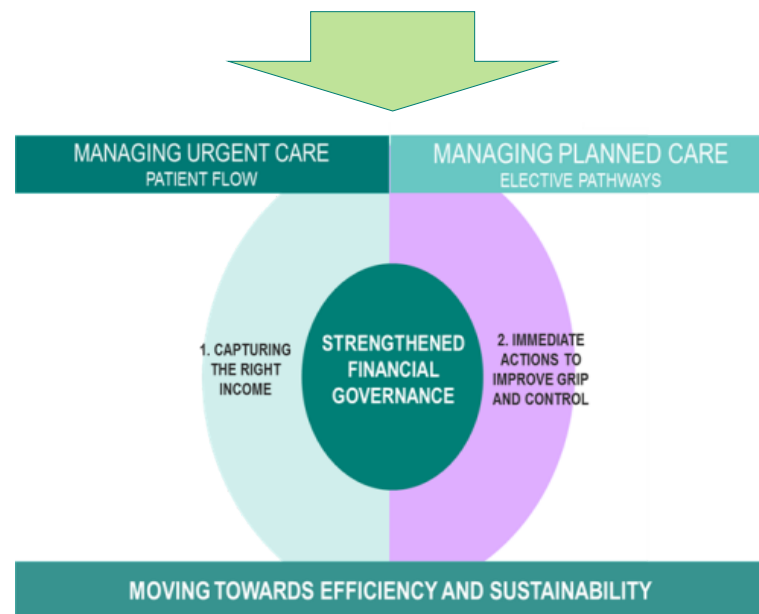 MANAGING URGENT CARE
PATIENT FLOW
MANAGING PLANNED CARE
ELECTIVE PATHWAYS
1. CAPTURING
THE RIGHT
INCOME
STRENGTHENED
FINANCIAL
GOVERNANCE
2. IMMEDIATE
ACTIONS TO
IMPROVE GRIP
AND CONTROL
MOVING TOWARDS EFFICIENCY AND SUSTAINABILITY